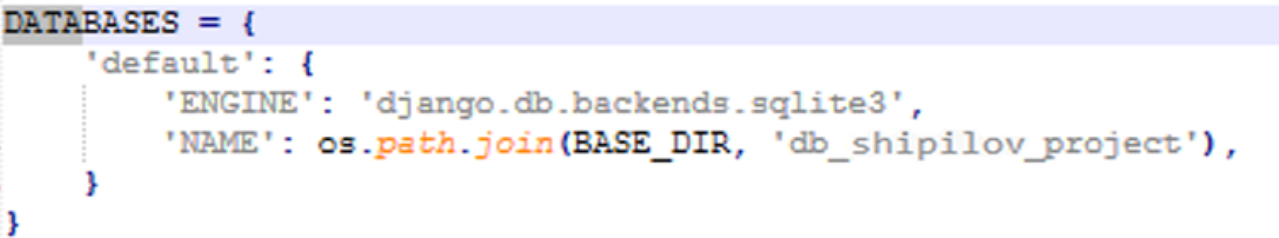 DATABASES = {
    'default': {
        'ENGINE': 'django.db.backends.sqlite3',
        'NAME': os.path.join(BASE_DIR, 'db_shipilov_project'),
    }
}